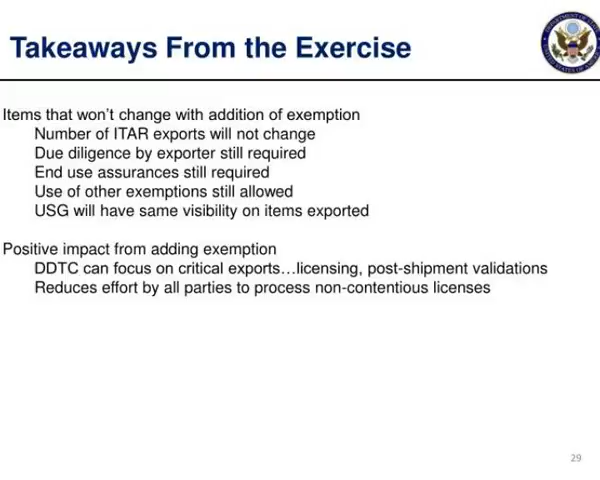 Takeaways From the Exercise
Items that won't change with addition of exemption
Number of ITAR exports will not change
Due diligence by exporter still required
End use assurances still required
Use of other exemptions still allowed
USG will have same visibility on items exported
Positive impact from adding exemption
DDTC can focus on critical exports…licensing, post-shipment validations
Reduces effort by all parties to process non-contentious licenses
29